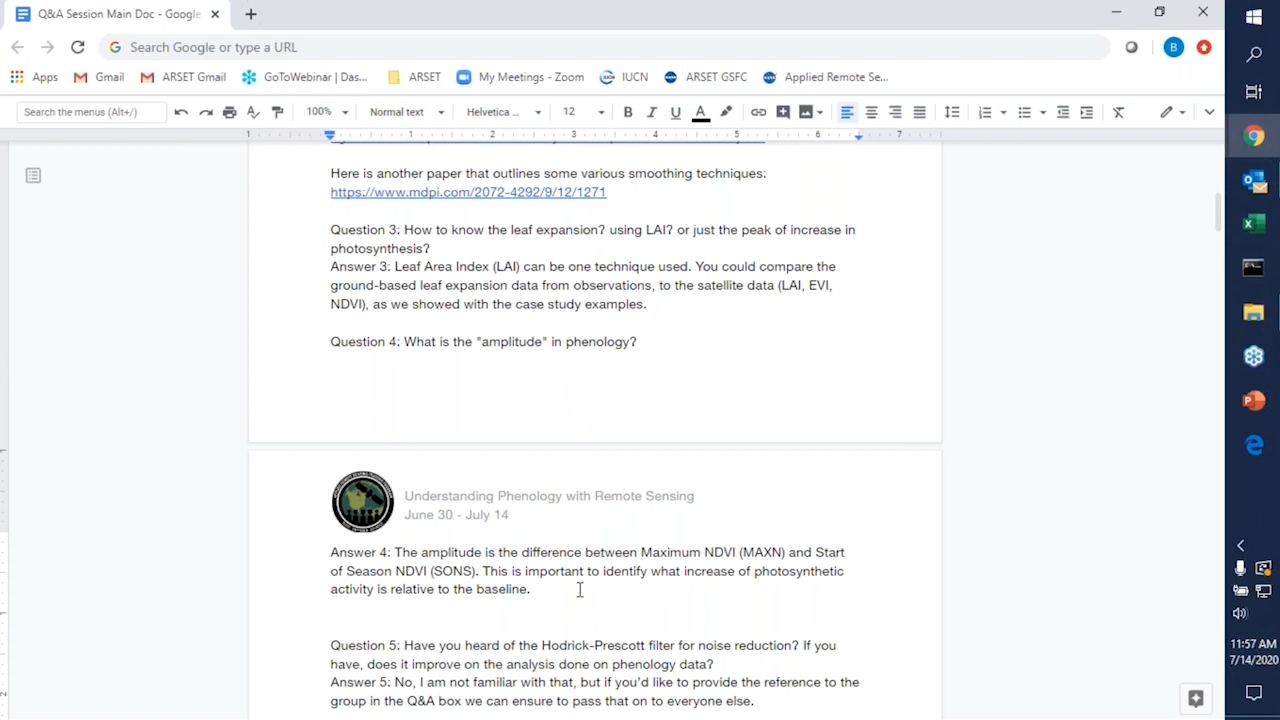 Q&A Session Main Doc - Google
Search Google or type a URL
B
Apps Gmail ARSET Gmail GoToWebinar | Das... ARSET My Meetings - Zoom IUCN ARSET GSFC Applied Remote Se...
Search the menus (Alt+/) 100% Normal text Helvetica ... 12 B I U A
1 1 2 3 4 5 6 7
Here is another paper that outlines some various smoothing techniques:
https://www.mdpi.com/2072-4292/9/12/1271
Question 3: How to know the leaf expansion? using LAI? or just the peak of increase in
photosynthesis?
Answer 3: Leaf Area Index (LAI) can be one technique used. You could compare the
ground-based leaf expansion data from observations, to the satellite data (LAI, EVI,
NDVI), as we showed with the case study examples.
Question 4: What is the "amplitude" in phenology?
Understanding Phenology with Remote Sensing
June 30 - July 14
Answer 4: The amplitude is the difference between Maximum NDVI (MAXN) and Start
of Season NDVI (SONS). This is important to identify what increase of photosynthetic
activity is relative to the baseline.
Question 5: Have you heard of the Hodrick-Prescott filter for noise reduction? If you
have, does it improve on the analysis done on phenology data?
Answer 5: No, I am not familiar with that, but if you'd like to provide the reference to the
group in the Q&A box we can ensure to pass that on to everyone else.
11:57 AM
7/14/2020